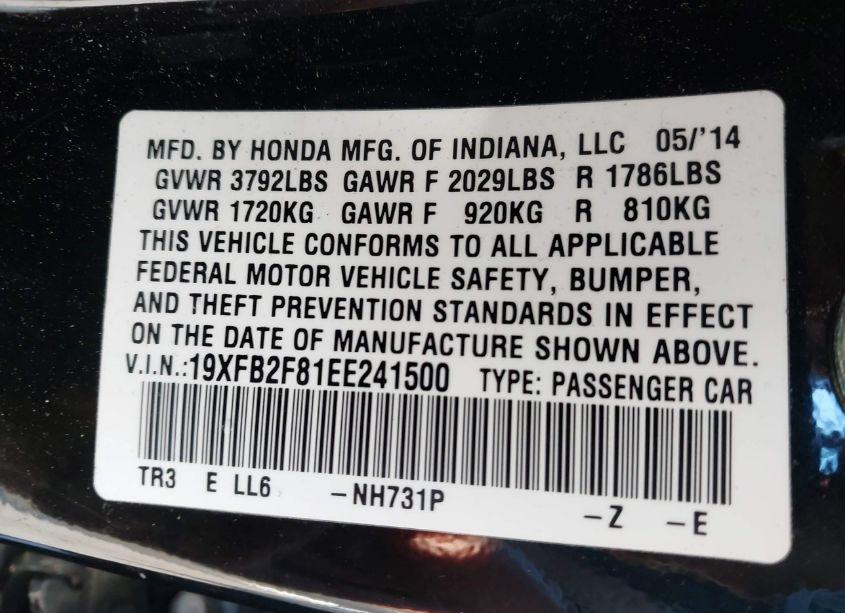 MFD. BY HONDA MFG. OF INDIANA, LLC 05/'14
GVWR 3792LBS GAWR F 2029LBS R 1786LBS
GVWR 1720KG GAWR F 920KG R 810KG
THIS VEHICLE CONFORMS TO ALL APPLICABLE
FEDERAL MOTOR VEHICLE SAFETY, BUMPER,
AND THEFT PREVENTION STANDARDS IN EFFECT
ON THE DATE OF MANUFACTURE SHOWN ABOVE.
V.I.N.:19XFB2F81EE241500 TYPE: PASSENGER CAR
TR3 E LL6 -NH731P -Z -E